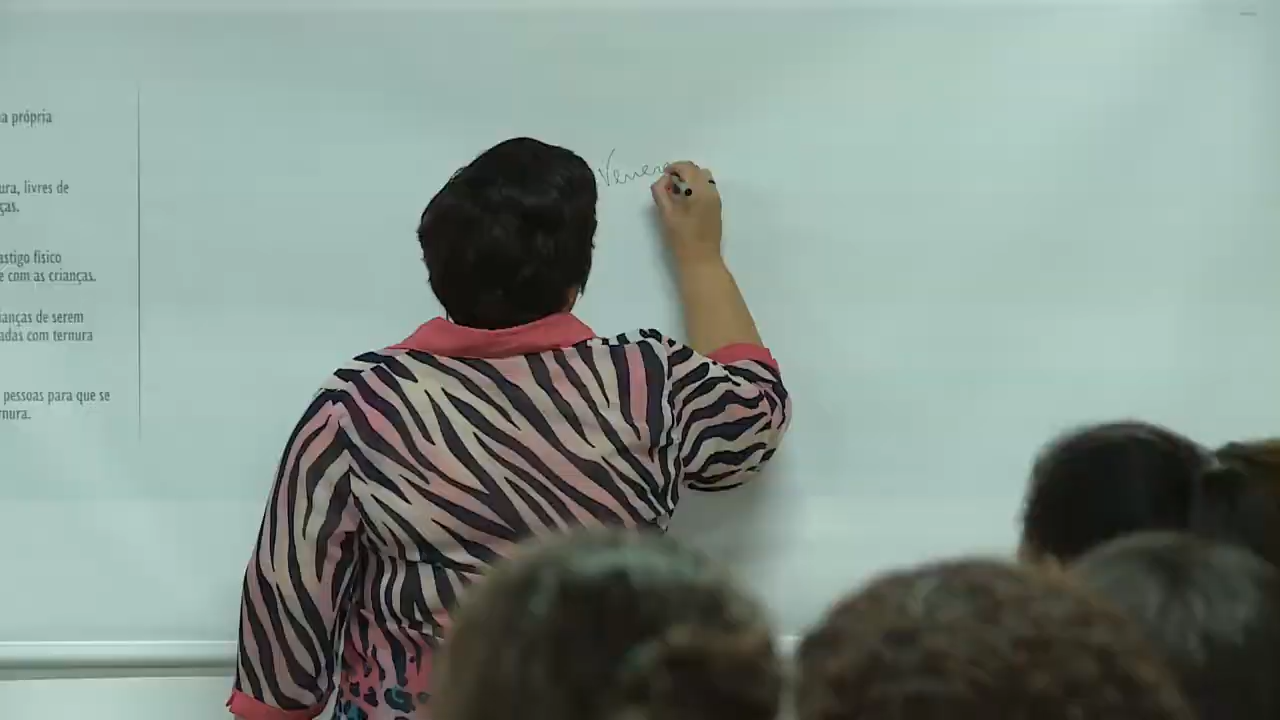 a própria
ura, livres de
ças.
astigo físico
e com as crianças.
ianças de serem
adas com ternura
pessoas para que se
rnura.